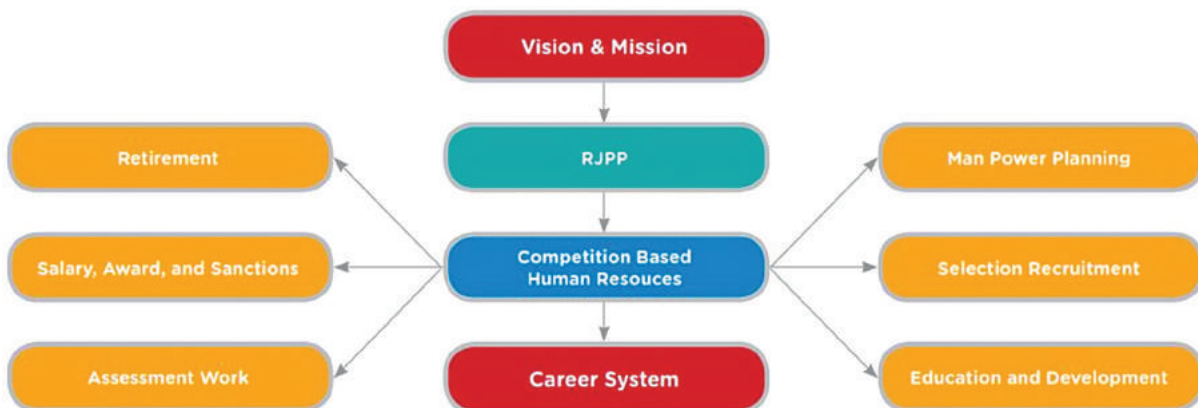 Vision & Mission
Retirement
RJPP
Man Power Planning
Salary, Award, and Sanctions
Competition Based
Human Resouces
Selection Recruitment
Assessment Work
Career System
Education and Development